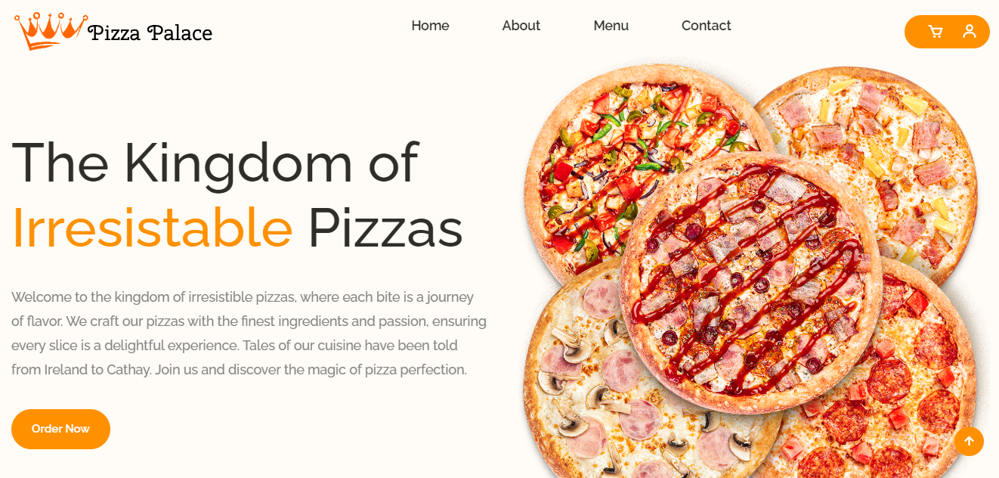 Pizza Palace
Home
About
Menu
Contact
The Kingdom of
Irresistable Pizzas
Welcome to the kingdom of irresistible pizzas, where each bite is a journey
of flavor. We craft our pizzas with the finest ingredients and passion, ensuring
every slice is a delightful experience. Tales of our cuisine have been told
from Ireland to Cathay. Join us and discover the magic of pizza perfection.
Order Now